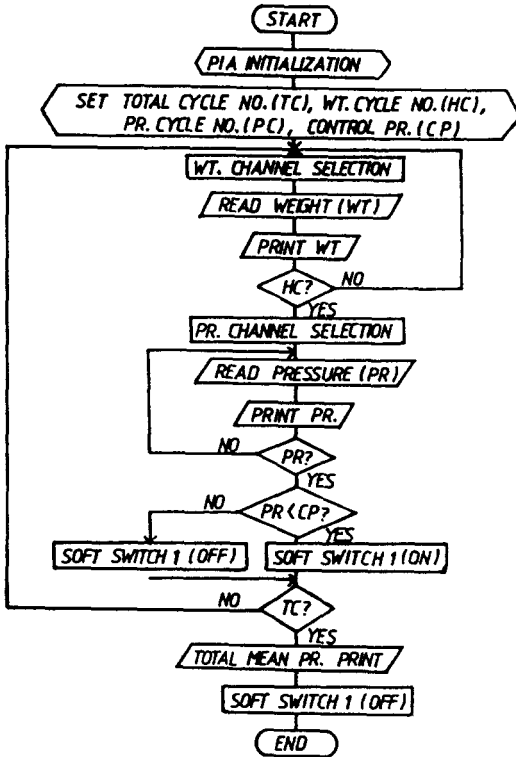 START
PIA INITIALIZATION
SET TOTAL CYCLE NO.(TC), WT.CYCLE NO.(HC),
PR.CYCLE NO.(PC), CONTROL PR.(CP)
WT. CHANNEL SELECTION
READ WEIGHT (WT)
PRINT WT
HC?
NO
YES
PR. CHANNEL SELECTION
READ PRESSURE (PR)
PRINT PR.
NO
PR?
YES
NO
PR<CP?
YES
SOFT SWITCH 1 (OFF)
SOFT SWITCH 1 (ON)
NO
TC?
YES
TOTAL MEAN PR. PRINT
SOFT SWITCH 1 (OFF)
END